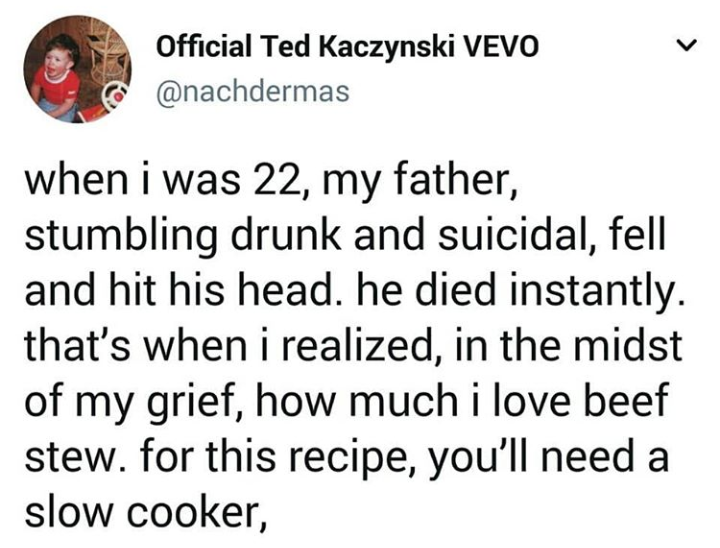 Official Ted Kaczynski VEVO
@nachdermas
when i was 22, my father,
stumbling drunk and suicidal, fell
and hit his head. he died instantly.
that's when i realized, in the midst
of my grief, how much i love beef
stew. for this recipe, you'll need a
slow cooker,